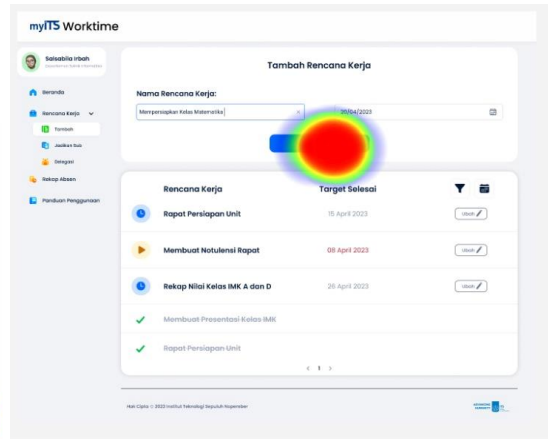 myITS Worktime
Salsabila Irbah
Tambah Rencana Kerja
Beranda
Nama Rencana Kerja:
Rencana Kerja
Mempersiapkan Kelas Matematika
20/04/2023
Tambah
Jadikan Sub
Delegasi
Rekap Absen
Panduan Penggunaan
Rencana Kerja
Target Selesai
Rapat Persiapan Unit
15 April 2023
Ubah
Membuat Notulensi Rapat
08 April 2023
Ubah
Rekap Nilai Kelas IMK A dan D
26 April 2023
Ubah
Membuat Presentasi Kelas IMK
Rapat Persiapan Unit
< 1 >
Hak Cipta © 2023 Institut Teknologi Sepuluh Nopember